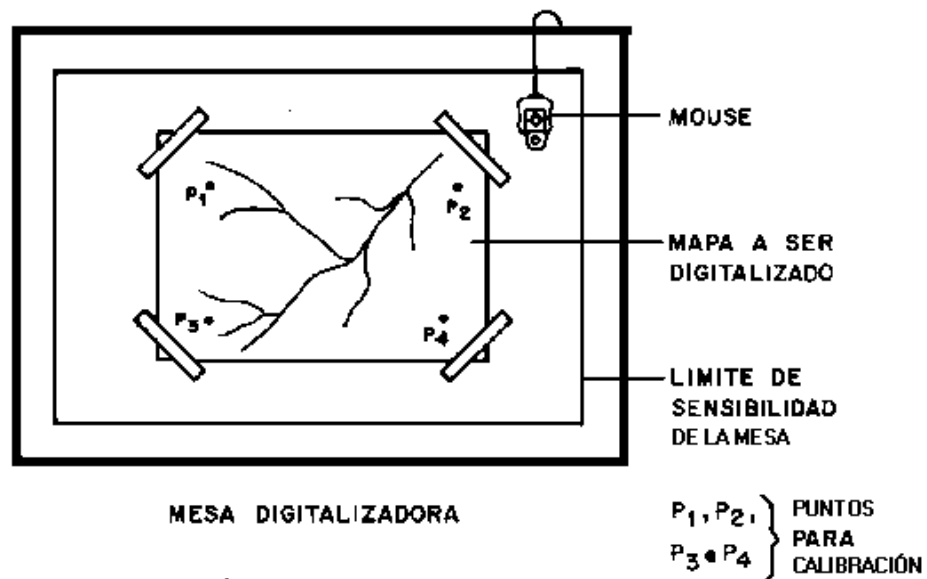 MOUSE
P1
P2
MAPA A SER
DIGITALIZADO
P3
P4
LIMITE DE
SENSIBILIDAD
DE LA MESA
MESA DIGITALIZADORA
P1, P2, } PUNTOS
PARA
P3 e P4 CALIBRACIÓN